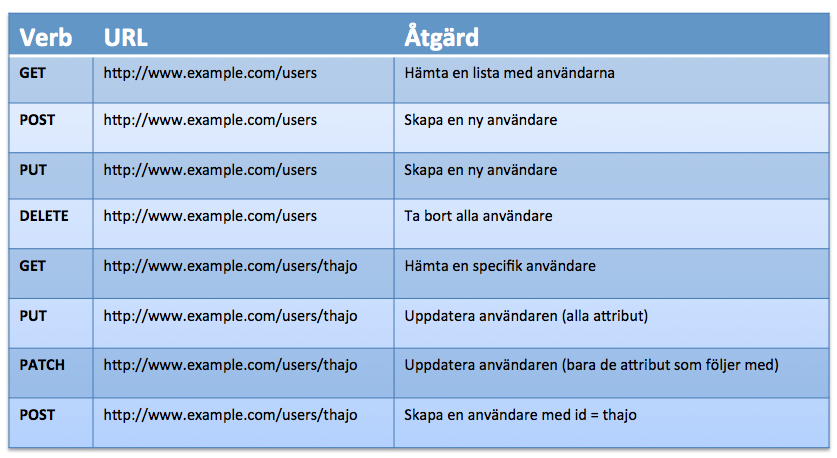 Verb URL Åtgärd
GET http://www.example.com/users Hämta en lista med användarna
POST http://www.example.com/users Skapa en ny användare
PUT http://www.example.com/users Skapa en ny användare
DELETE http://www.example.com/users Ta bort alla användare
GET http://www.example.com/users/thajo Hämta en specifik användare
PUT http://www.example.com/users/thajo Uppdatera användaren (alla attribut)
PATCH http://www.example.com/users/thajo Uppdatera användaren (bara de attribut som följer med)
POST http://www.example.com/users/thajo Skapa en användare med id = thajo